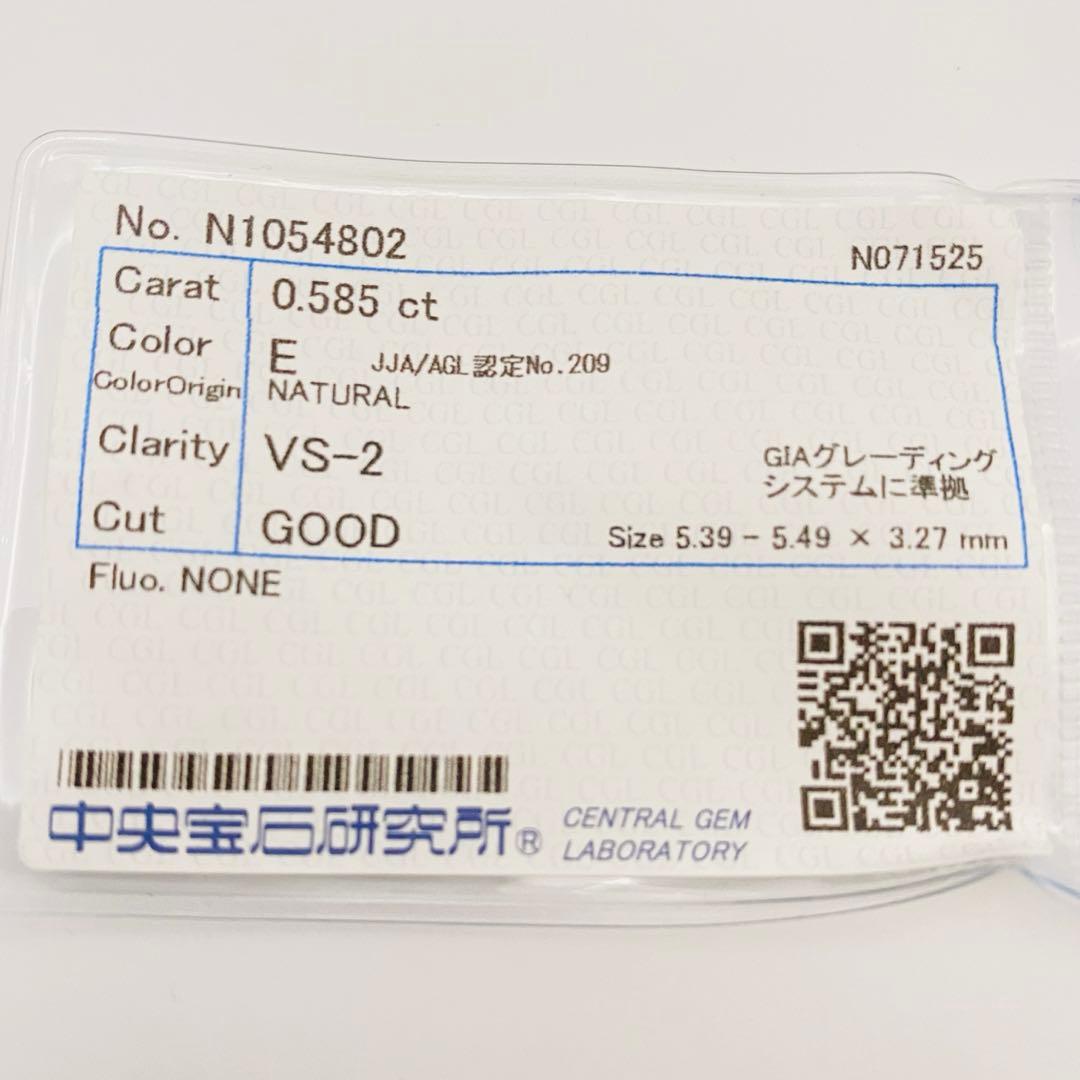 No. N1054802
N071525
Carat 0.585 ct
Color E JJA/AGL認定No.209
ColorOrigin NATURAL
Clarity VS-2
GIAグレーディング
システムに準拠
Cut GOOD Size 5.39 - 5.49 × 3.27 mm
Fluo. NONE
中央宝石研究所® CENTRAL GEM
LABORATORY